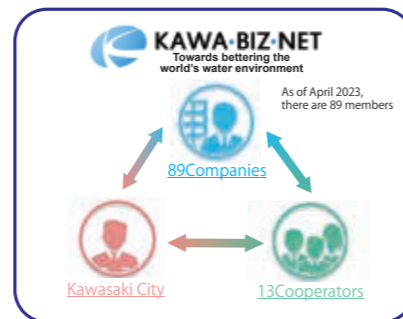 KAWA·BIZ·NET
Towards bettering the
world's water environment
As of April 2023,
there are 89 members
89Companies
Kawasaki City
13Cooperators